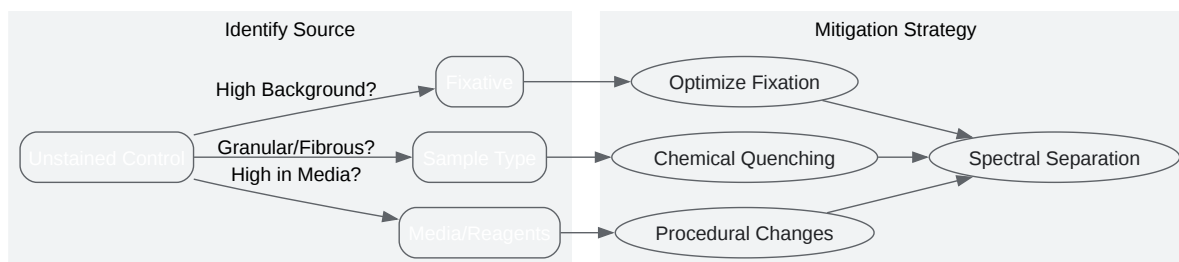 Identify Source
Mitigation Strategy
High Background?
Fixative
Optimize Fixation
Unstained Control
Granular/Fibrous?
Sample Type
Chemical Quenching
Spectral Separation
High in Media?
Media/Reagents
Procedural Changes